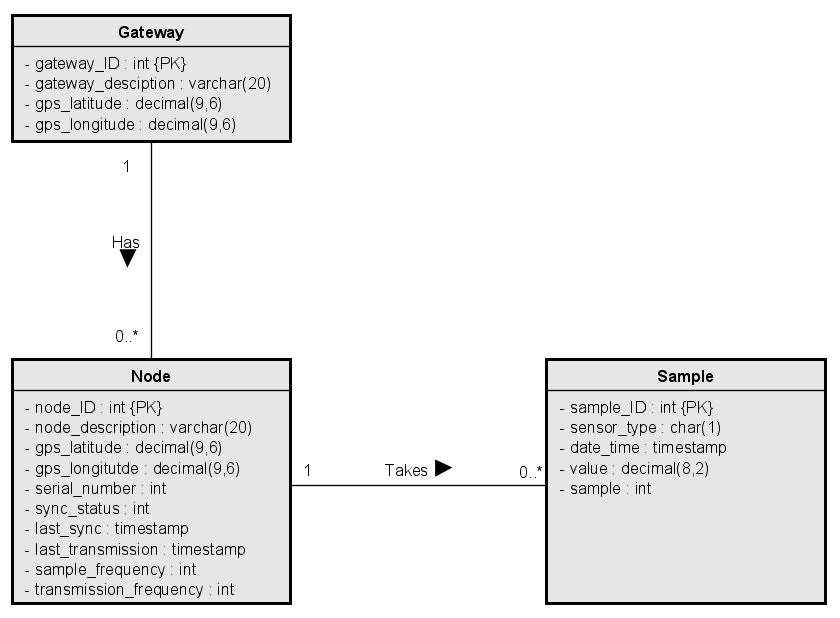 Gateway
- gateway_ID : int {PK}
- gateway_desciption : varchar(20)
- gps_latitude : decimal(9,6)
- gps_longitude : decimal(9,6)
1
Has
0..*
Node
- node_ID : int {PK}
- node_description : varchar(20)
- gps_latitude : decimal(9,6)
- gps_longitutde : decimal(9,6)
- serial_number : int
- sync_status : int
- last_sync : timestamp
- last_transmission : timestamp
- sample_frequency : int
- transmission_frequency : int
1
Takes
0..*
Sample
- sample_ID : int {PK}
- sensor_type : char(1)
- date_time : timestamp
- value : decimal(8,2)
- sample : int